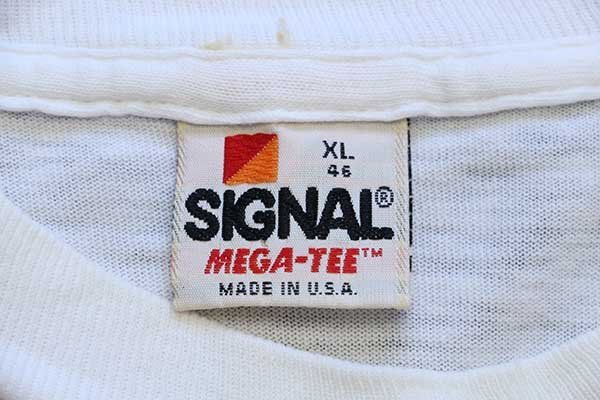 XL
46
SIGNAL®
MEGA-TEE™
MADE IN U.S.A.